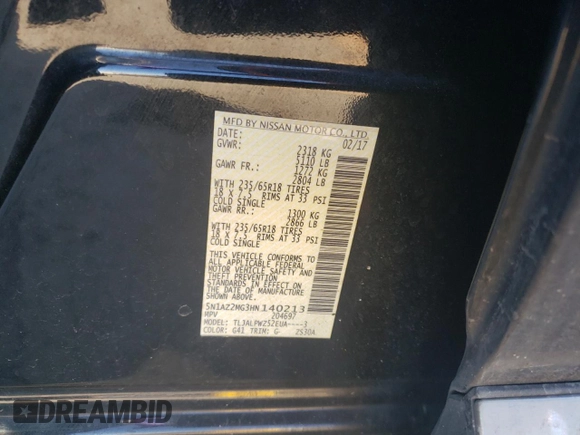 MFD BY NISSAN MOTOR CO., LTD.
DATE: 02/17
GVWR: 2318 KG
5110 LB
GAWR FR.: 1272 KG
2804 LB
WITH 235/65R18 TIRES
18 X 7.5 RIMS AT 33 PSI
COLD SINGLE
GAWR RR.: 1300 KG
2866 LB
WITH 235/65R18 TIRES
18 X 7.5 RIMS AT 33 PSI
COLD SINGLE
THIS VEHICLE CONFORMS TO
ALL APPLICABLE FEDERAL
MOTOR VEHICLE SAFETY AND
THEFT PREVENTION
STANDARDS IN EFFECT ON
THE DATE OF MANUFACTURE
SHOWN ABOVE.
5N1AZ2MG3HN140213
MPV 204697
MODEL: TLJALPWZ52EUA----3
COLOR: G41 TRIM: G 2530A
DREAMBID